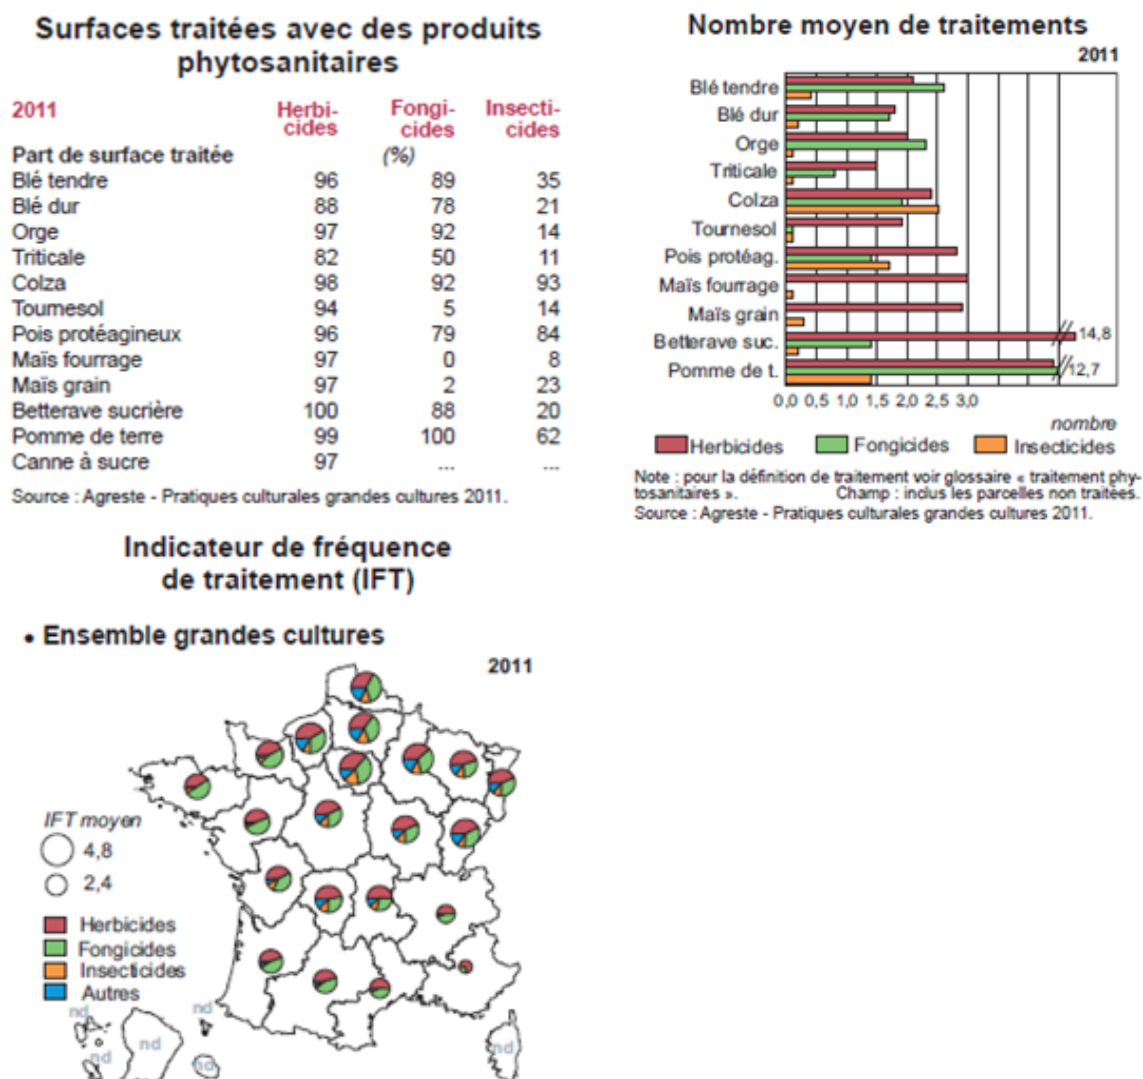 Surfaces traitées avec des produits
phytosanitaires
2011 Herbi- Fongi- Insecti-
cides cides cides
Part de surface traitée (%)
Blé tendre 96 89 35
Blé dur 88 78 21
Orge 97 92 14
Triticale 82 50 11
Colza 98 92 93
Tournesol 94 5 14
Pois protéagineux 96 79 84
Maïs fourrage 97 0 8
Maïs grain 97 2 23
Betterave sucrière 100 88 20
Pomme de terre 99 100 62
Canne à sucre 97 ... ...
Source : Agreste - Pratiques culturales grandes cultures 2011.
Nombre moyen de traitements
2011
Blé tendre
Blé dur
Orge
Triticale
Colza
Tournesol
Pois protéag.
Maïs fourrage
Maïs grain
Betterave suc. 14,8
Pomme de t. 12,7
0,0 0,5 1,0 1,5 2,0 2,5 3,0
nombre
Herbicides Fongicides Insecticides
Note : pour la définition de traitement voir glossaire « traitement phy-
tosanitaires ». Champ : inclus les parcelles non traitées.
Source : Agreste - Pratiques culturales grandes cultures 2011.
Indicateur de fréquence
de traitement (IFT)
• Ensemble grandes cultures
2011
IFT moyen
4,8
2,4
Herbicides
Fongicides
Insecticides
Autres
nd
nd
nd
nd
nd
nd